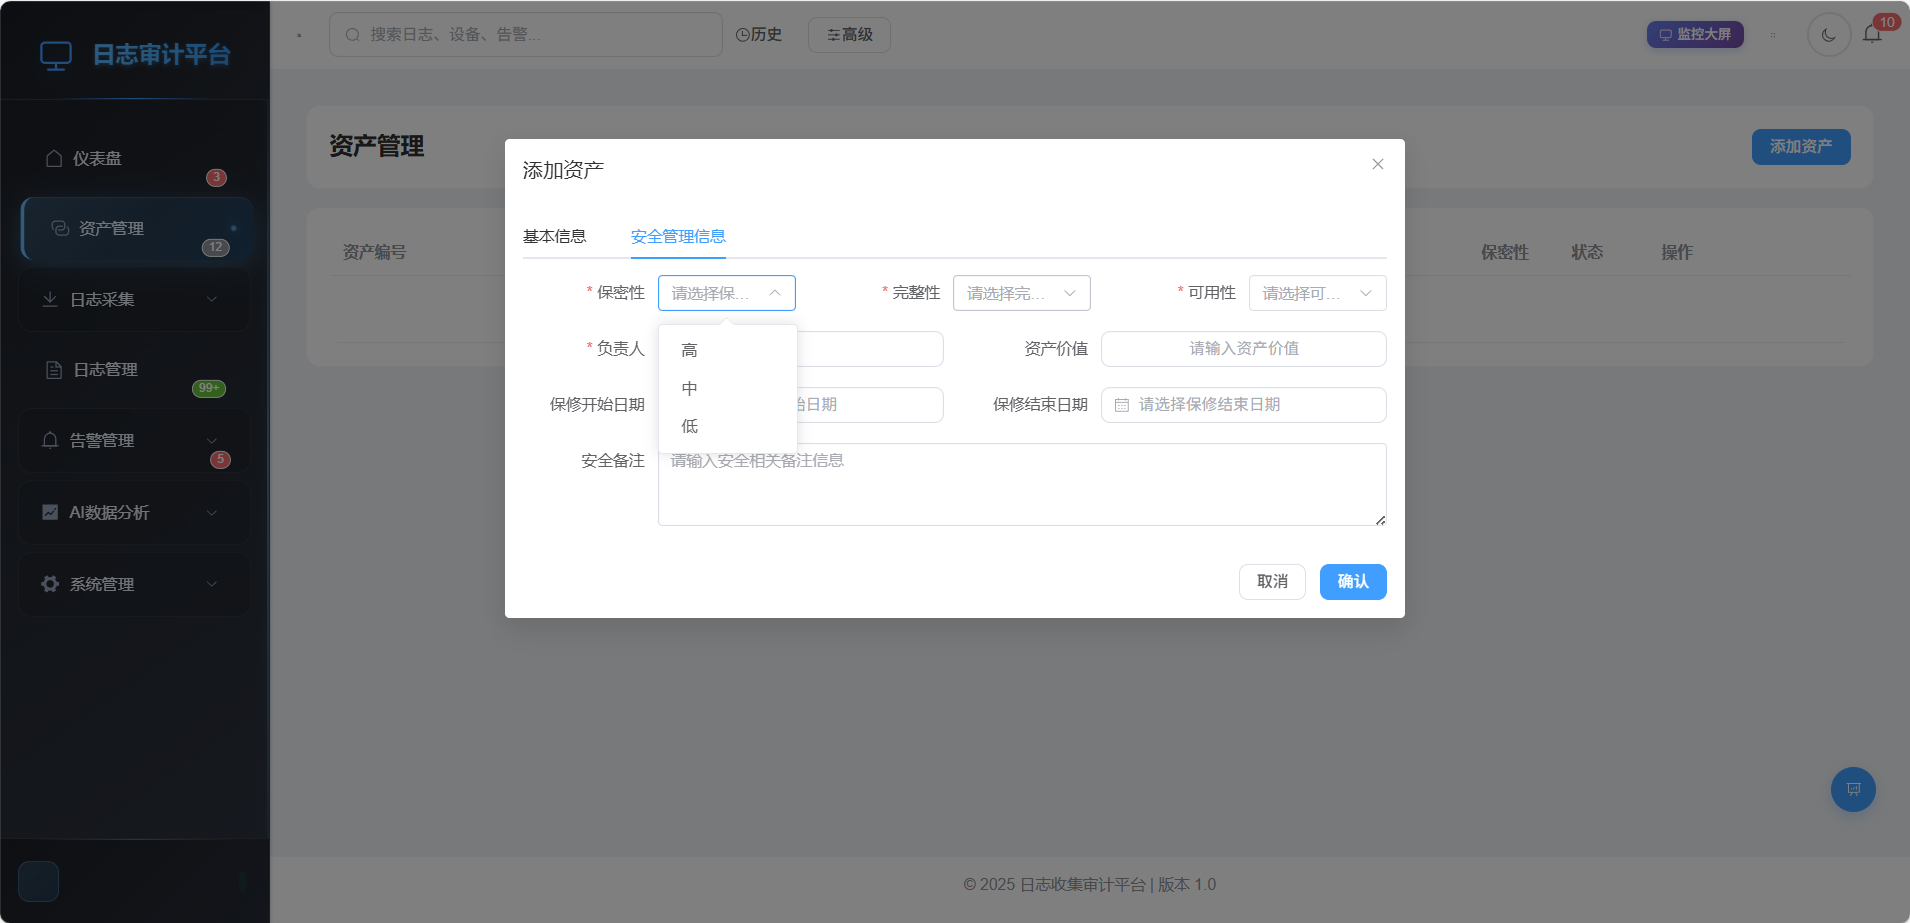 日志审计平台
搜索日志、设备、告警...
历史
高级
监控大屏
10
仪表盘
3
资产管理
12
日志采集
日志管理
99+
告警管理
5
AI数据分析
系统管理
资产管理
添加资产
资产编号
保密性
状态
操作
添加资产
基本信息
安全管理信息
* 保密性
请选择保...
* 完整性
请选择完...
* 可用性
请选择可...
高
中
低
* 负责人
资产价值
请输入资产价值
保修开始日期
日期
保修结束日期
请选择保修结束日期
安全备注
请输入安全相关备注信息
取消
确认
© 2025 日志收集审计平台 | 版本 1.0